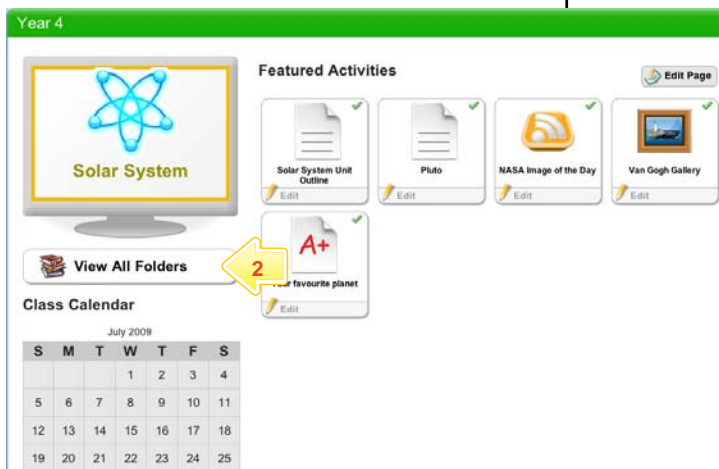 Year 4
Solar System
View All Folders
2
Class Calendar
July 2009
S M T W T F S
1 2 3 4
5 6 7 8 9 10 11
12 13 14 15 16 17 18
19 20 21 22 23 24 25
Featured Activities
Edit Page
Solar System Unit
Outline
Edit
Pluto
Edit
NASA Image of the Day
Edit
Van Gogh Gallery
Edit
A+
favourite planet
Edit